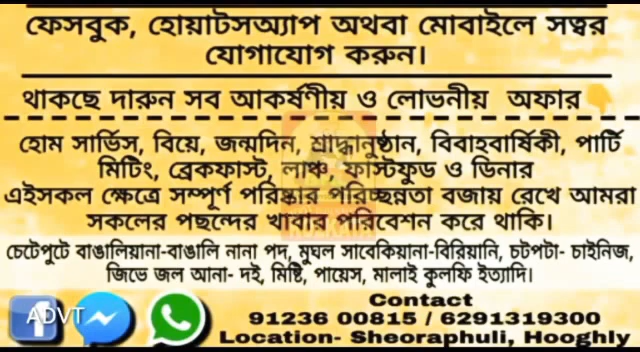 ফেসবুক, হোয়াটসঅ্যাপ অথবা মোবাইলে সত্বর
যোগাযোগ করুন।
থাকছে দারুন সব আকর্ষণীয় ও লোভনীয় অফার
হোম সার্ভিস, বিয়ে, জন্মদিন, শ্রাদ্ধানুষ্ঠান, বিবাহবার্ষিকী, পার্টি
মিটিং, ব্রেকফাস্ট, লাঞ্চ, ফাস্টফুড ও ডিনার
এইসকল ক্ষেত্রে সম্পূর্ণ পরিষ্কার পরিচ্ছন্নতা বজায় রেখে আমরা
সকলের পছন্দের খাবার পরিবেশন করে থাকি।
চেটেপুটে বাঙালিয়ানা-বাঙালি নানা পদ, মুঘল সাবেকিয়ানা-বিরিয়ানি, চটপটা- চাইনিজ,
জিভে জল আনা- দই, মিষ্টি, পায়েস, মালাই কুলফি ইত্যাদি।
Contact
91236 00815 / 6291319300
Location- Sheoraphuli, Hooghly
ADVT